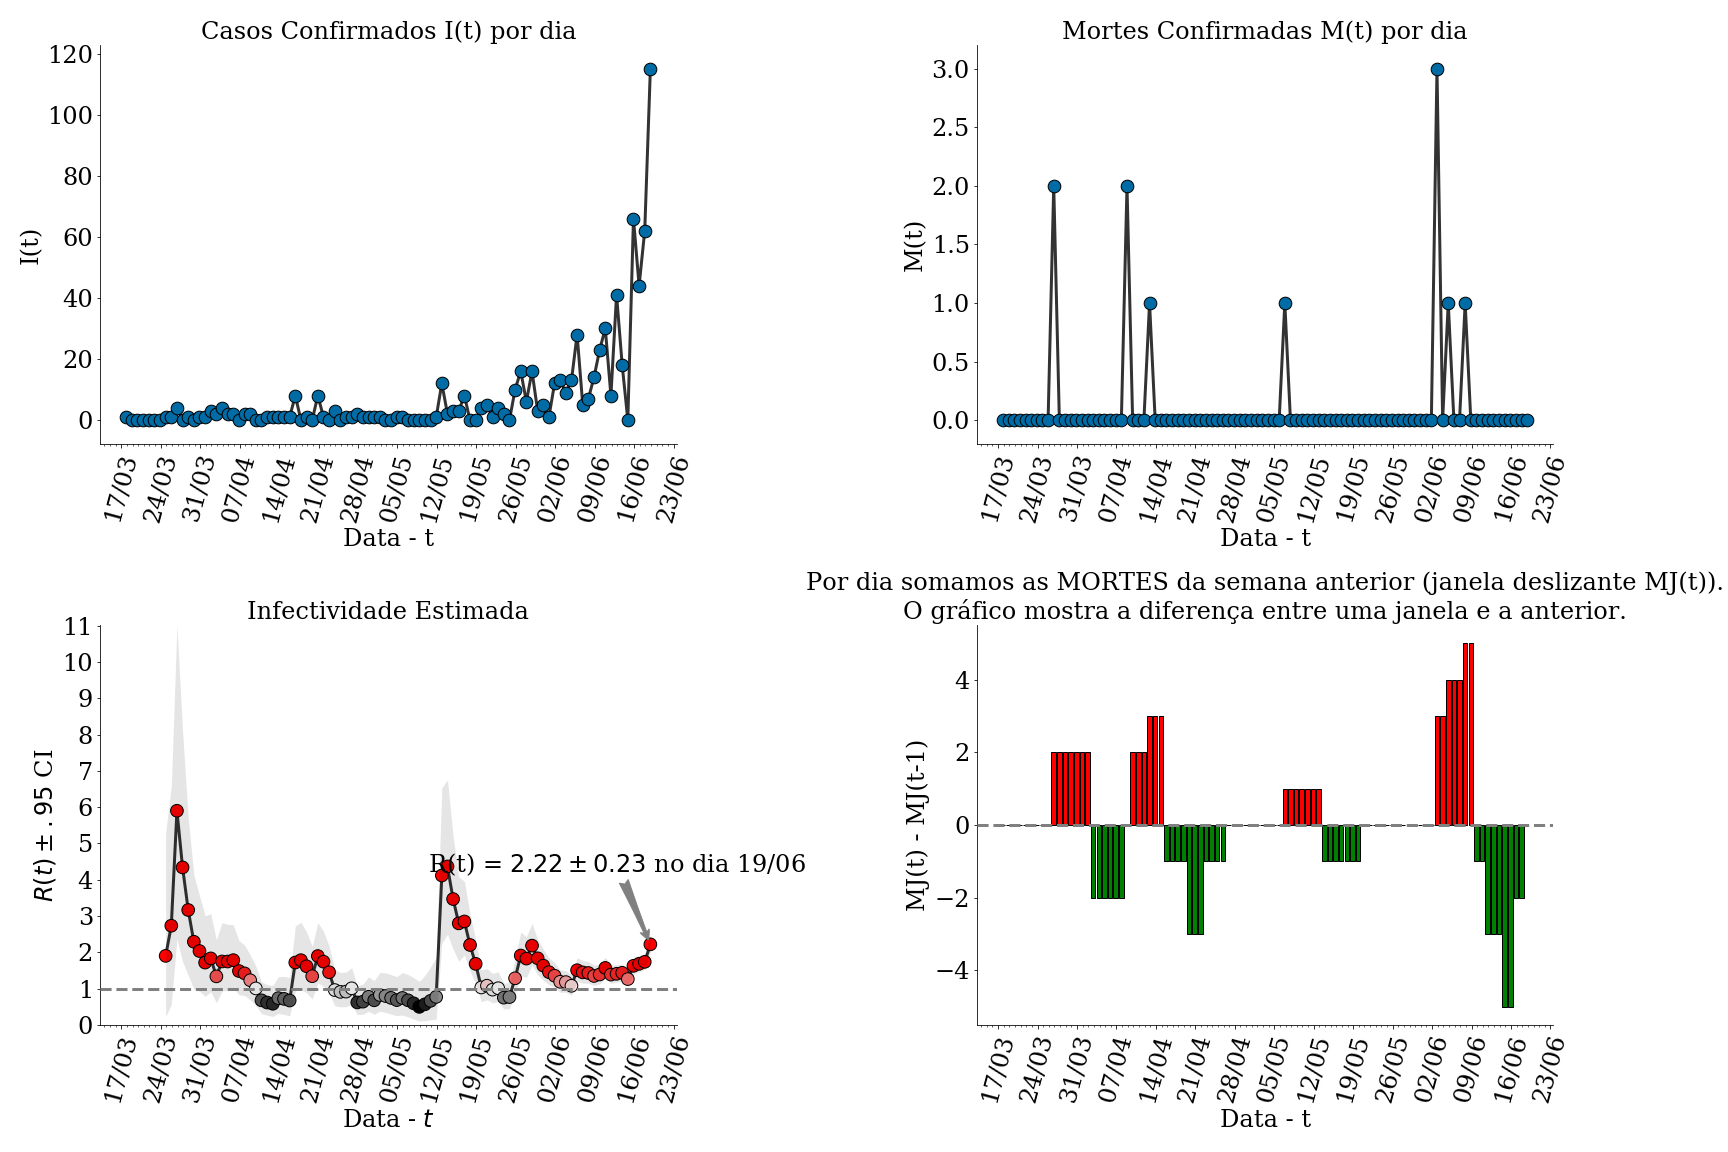 Casos Confirmados I(t) por dia
120
100
80
60
40
20
0
I(t)
17/03 24/03 31/03 07/04 14/04 21/04 28/04 05/05 12/05 19/05 26/05 02/06 09/06 16/06 23/06
Data - t
Mortes Confirmadas M(t) por dia
3.0
2.5
2.0
1.5
1.0
0.5
0.0
M(t)
17/03 24/03 31/03 07/04 14/04 21/04 28/04 05/05 12/05 19/05 26/05 02/06 09/06 16/06 23/06
Data - t
Infectividade Estimada
11
10
9
8
7
6
5
4
3
2
1
0
R(t) ± . 95 CI
R(t) = 2.22 ± 0.23 no dia 19/06
17/03 24/03 31/03 07/04 14/04 21/04 28/04 05/05 12/05 19/05 26/05 02/06 09/06 16/06 23/06
Data - t
Por dia somamos as MORTES da semana anterior (janela deslizante MJ(t)).
O gráfico mostra a diferença entre uma janela e a anterior.
4
2
0
−2
−4
MJ(t) - MJ(t-1)
17/03 24/03 31/03 07/04 14/04 21/04 28/04 05/05 12/05 19/05 26/05 02/06 09/06 16/06 23/06
Data - t